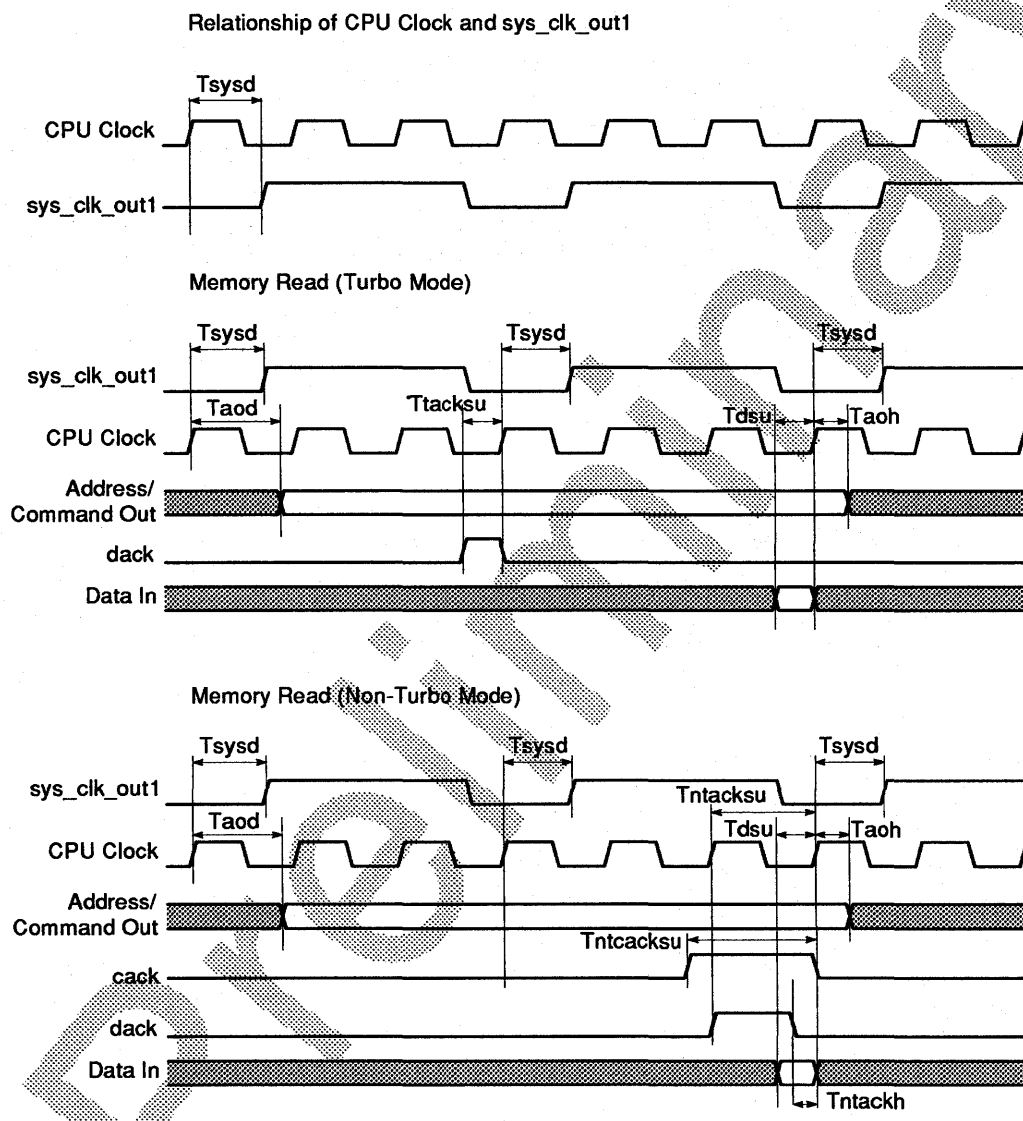 Relationship of CPU Clock and sys_clk_out1
Tsysd
CPU Clock
sys_clk_out1
Memory Read (Turbo Mode)
Tsysd Tsysd Tsysd
sys_clk_out1
Taod Ttacksu Tdsu Taoh
CPU Clock
Address/
Command Out
dack
Data In
Memory Read (Non-Turbo Mode)
Tsysd Tsysd Tsysd
sys_clk_out1
Tntacksu
Taod Tdsu Taoh
CPU Clock
Address/
Command Out
Tntcacksu
cack
dack
Data In
Tntackh
Preliminary